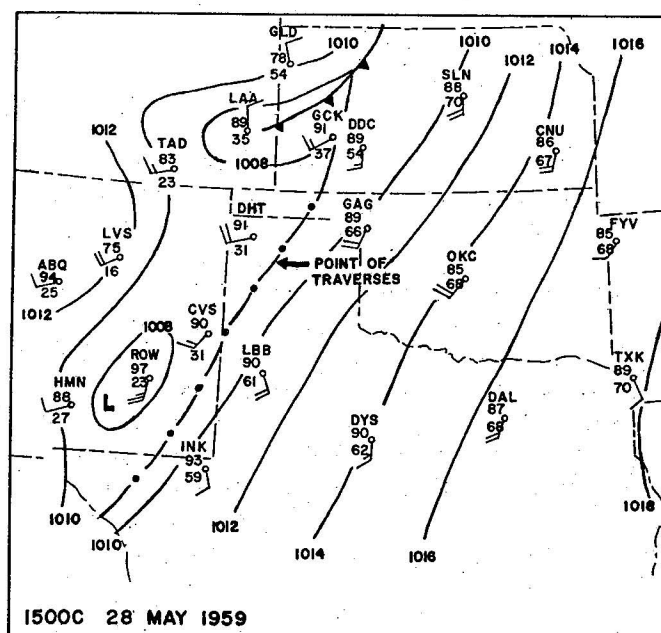 GLD
78
54
1010
1010
1014
1016
SLN
88
70
1012
LAA
89
35
GCK
91
37
DDC
89
54
CNU
86
67
1012
TAD
83
23
1008
DHT
91
31
GAG
89
66
FYV
85
68
LVS
75
16
ABQ
94
25
POINT OF
TRAVERSES
OKC
85
68
1012
CVS
90
31
1008
ROW
97
23
L
LBB
90
61
HMN
88
27
TXK
89
70
DAL
87
68
DYS
90
62
INK
93
59
1010
1010
1012
1014
1016
1018
1500C 28 MAY 1959